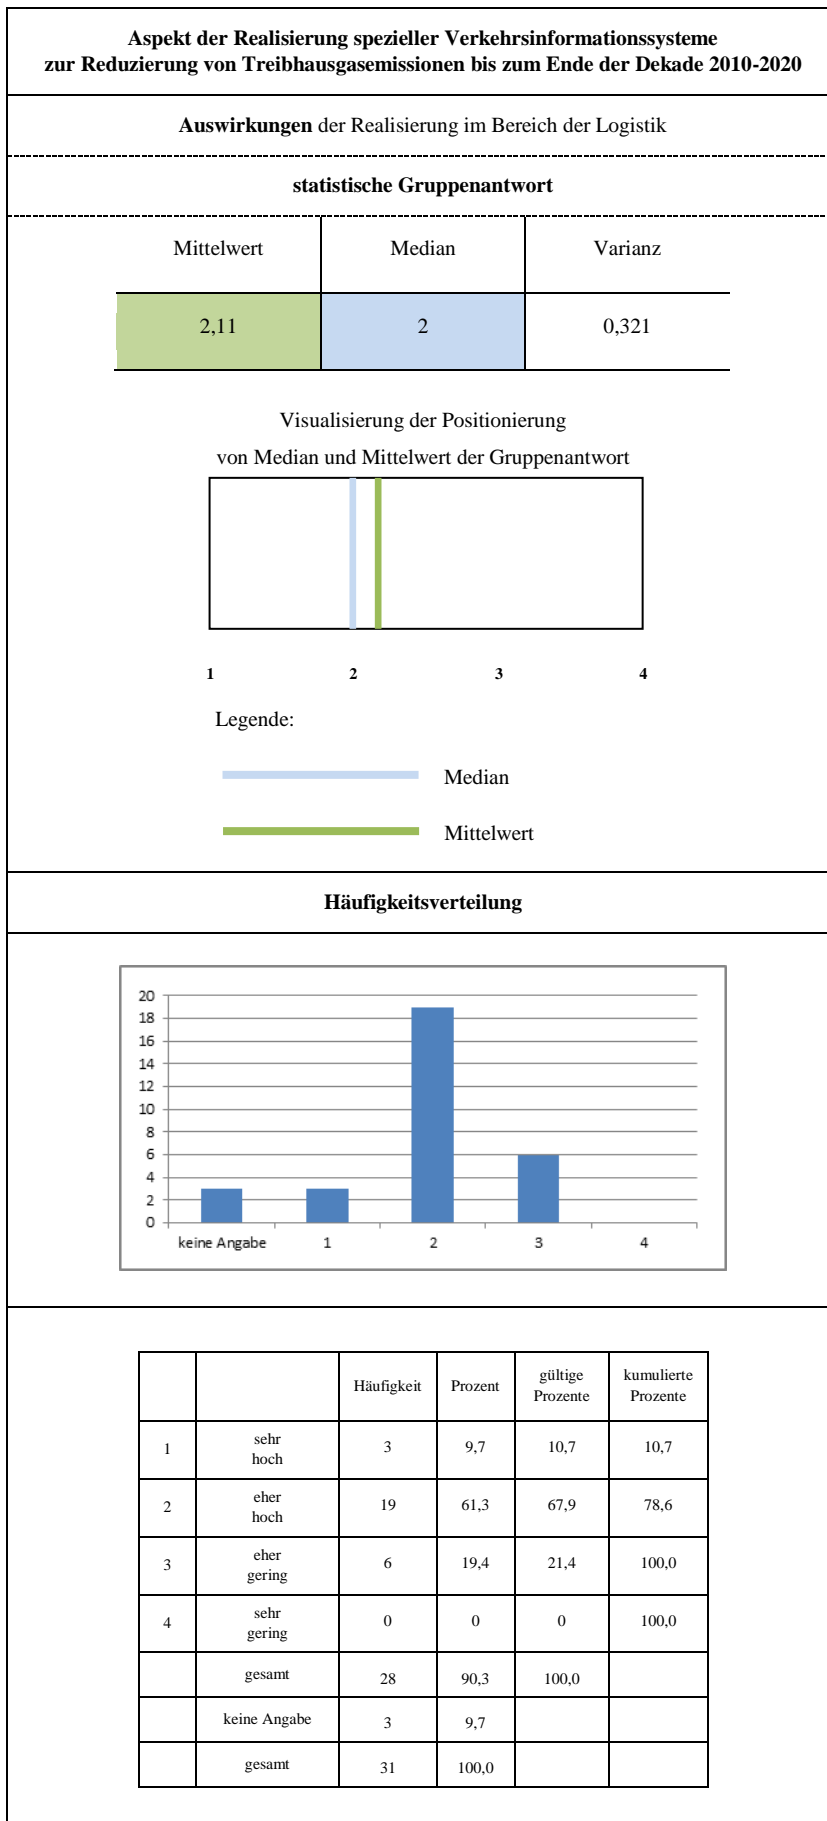 Aspekt der Realisierung spezieller Verkehrsinformationssysteme
zur Reduzierung von Treibhausgasemissionen bis zum Ende der Dekade 2010-2020
Auswirkungen der Realisierung im Bereich der Logistik
statistische Gruppenantwort
Mittelwert Median Varianz
2,11 2 0,321
Visualisierung der Positionierung
von Median und Mittelwert der Gruppenantwort
1 2 3 4
Legende:
Median
Mittelwert
Häufigkeitsverteilung
20
18
16
14
12
10
8
6
4
2
0
keine Angabe 1 2 3 4
Häufigkeit Prozent gültige Prozente kumulierte Prozente
1 sehr hoch 3 9,7 10,7 10,7
2 eher hoch 19 61,3 67,9 78,6
3 eher gering 6 19,4 21,4 100,0
4 sehr gering 0 0 0 100,0
gesamt 28 90,3 100,0
keine Angabe 3 9,7
gesamt 31 100,0